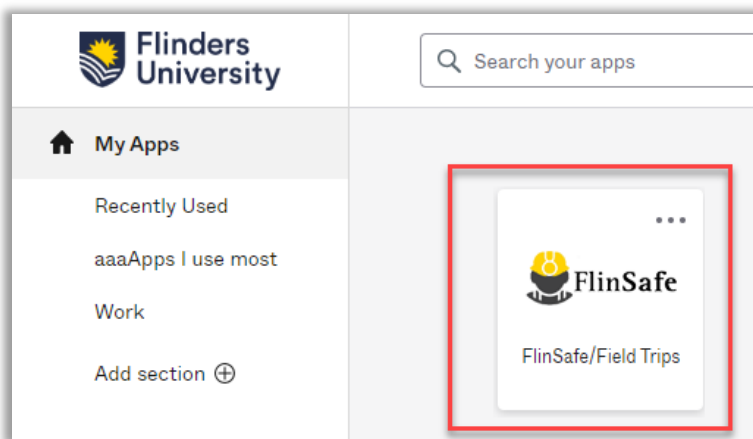 Flinders
University
Search your apps
My Apps
Recently Used
aaaApps I use most
Work
Add section
FlinSafe
FlinSafe/Field Trips